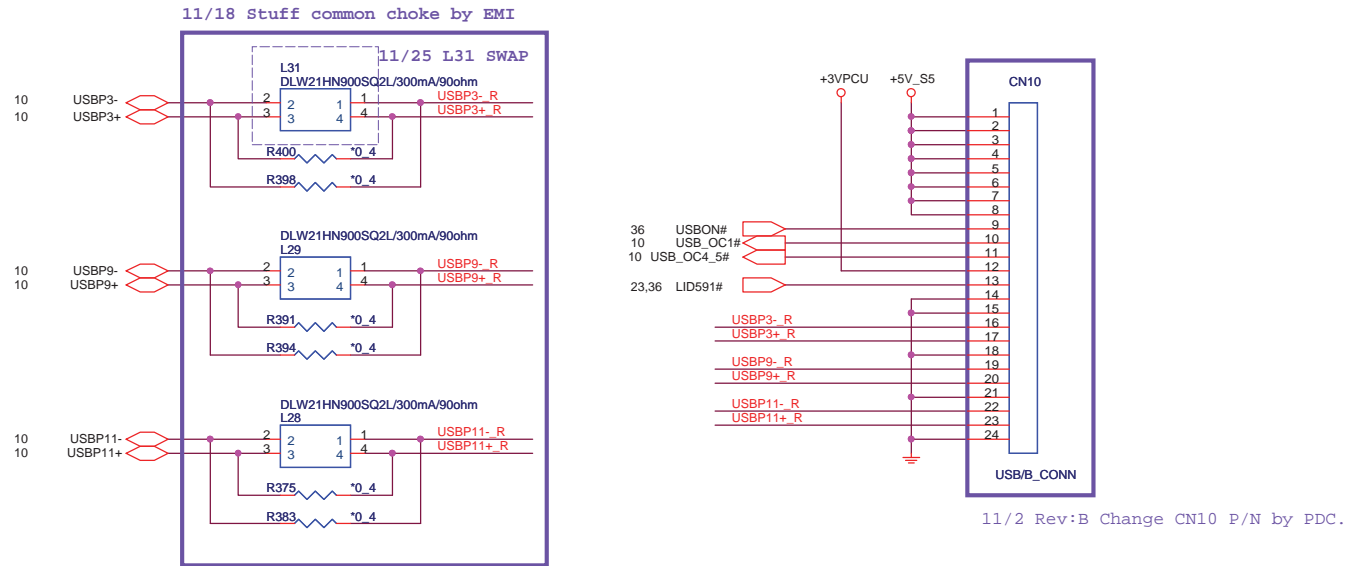 11/18 Stuff common choke by EMI
11/25 L31 SWAP
L31
DLW21HN900SQ2L/300mA/90ohm
10 USBP3- 2 2 1 1 USBP3-_R
10 USBP3+ 3 3 4 4 USBP3+_R
R400 *0_4
R398 *0_4
DLW21HN900SQ2L/300mA/90ohm
L29
10 USBP9- 2 2 1 1 USBP9-_R
10 USBP9+ 3 3 4 4 USBP9+_R
R391 *0_4
R394 *0_4
DLW21HN900SQ2L/300mA/90ohm
L28
10 USBP11- 2 2 1 1 USBP11-_R
10 USBP11+ 3 3 4 4 USBP11+_R
R375 *0_4
R383 *0_4
+3VPCU +5V_S5 CN10
1
2
3
4
5
6
7
8
36 USBON# 9
10 USB_OC1# 10
10 USB_OC4_5# 11
12
23,36 LID591# 13
14
15
USBP3-_R 16
USBP3+_R 17
18
USBP9-_R 19
USBP9+_R 20
21
USBP11-_R 22
USBP11+_R 23
24
USB/B_CONN
11/2 Rev:B Change CN10 P/N by PDC.